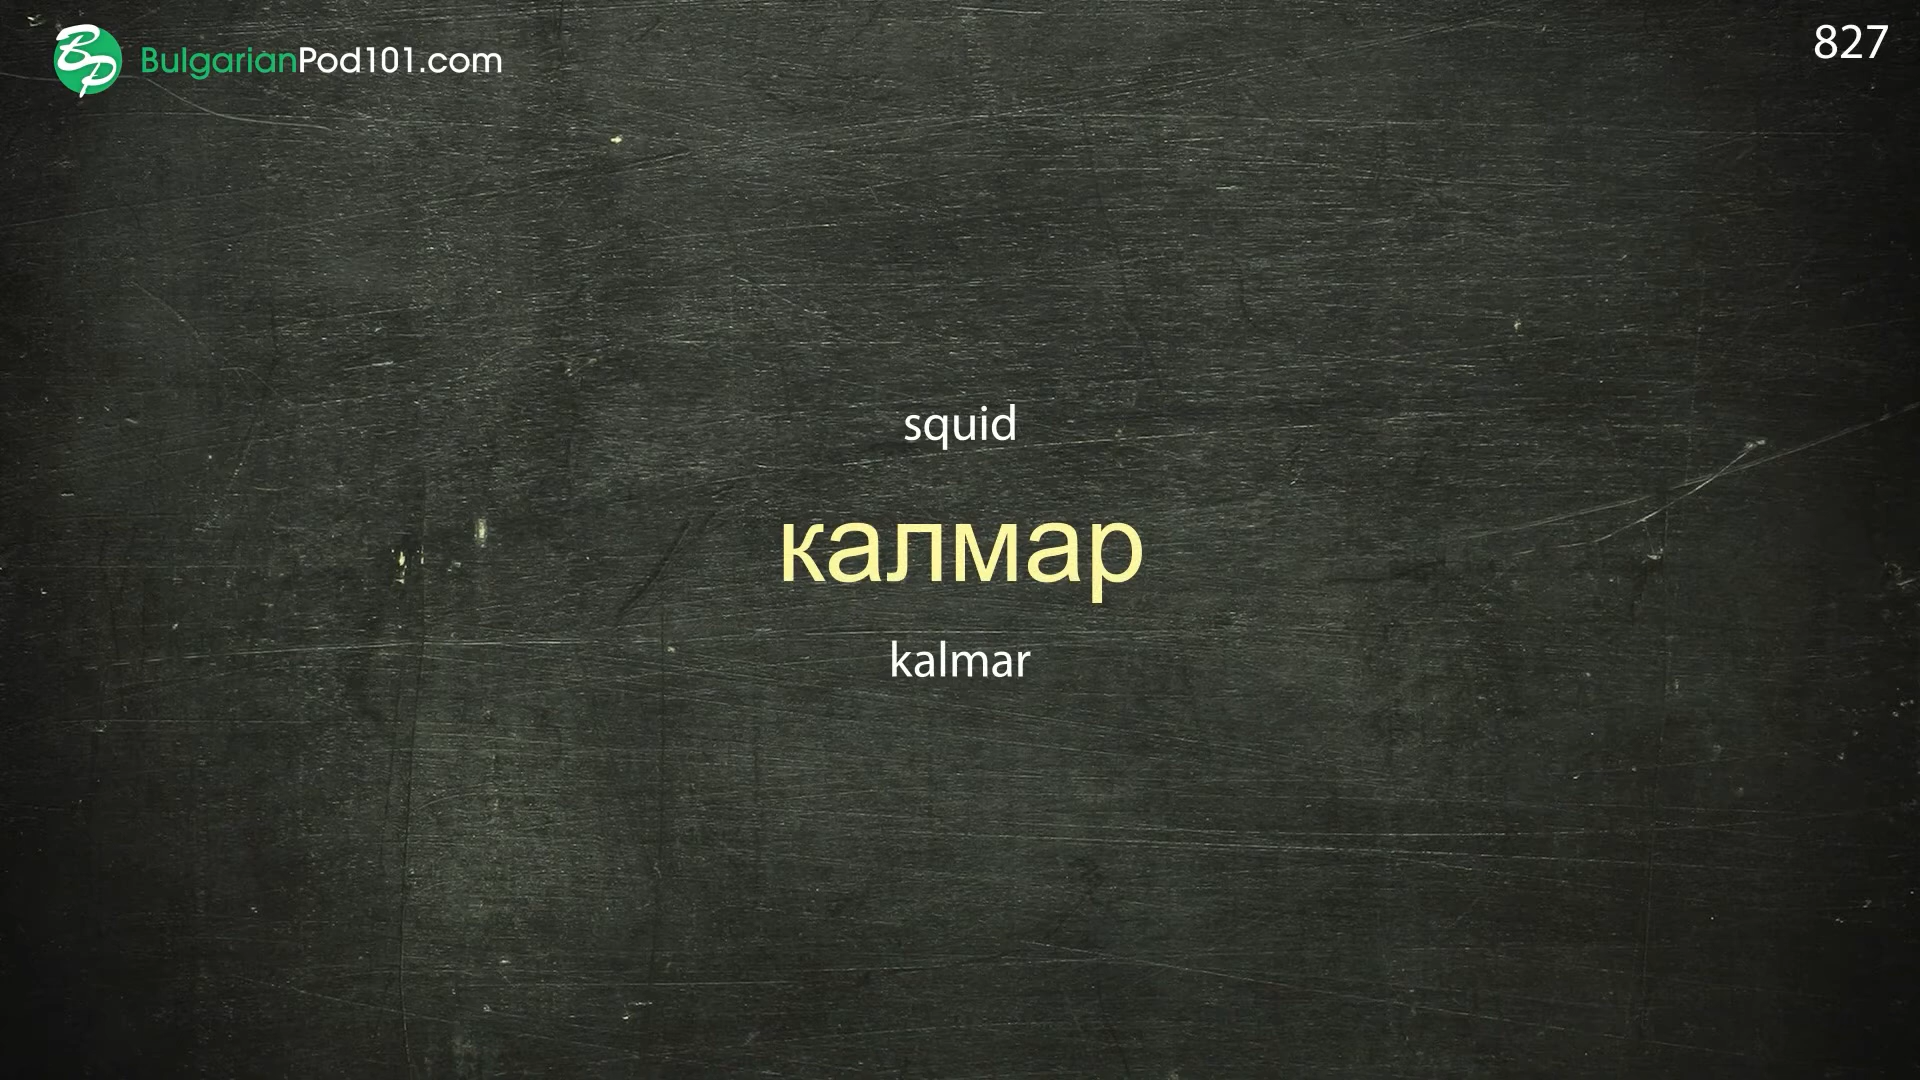 BulgarianPod101.com
827
squid
калмар
kalmar